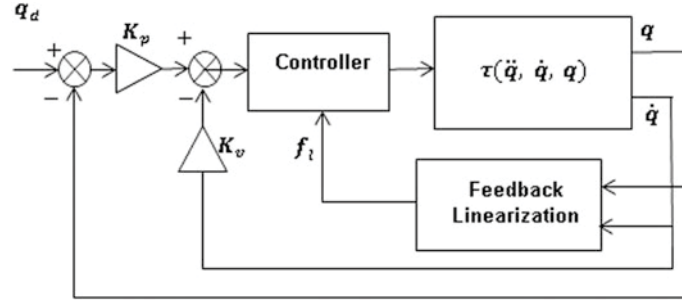 q_d
K_p
+
−
+
−
Controller
τ(q̈, q̇, q)
q
q̇
K_v
f_l
Feedback
Linearization